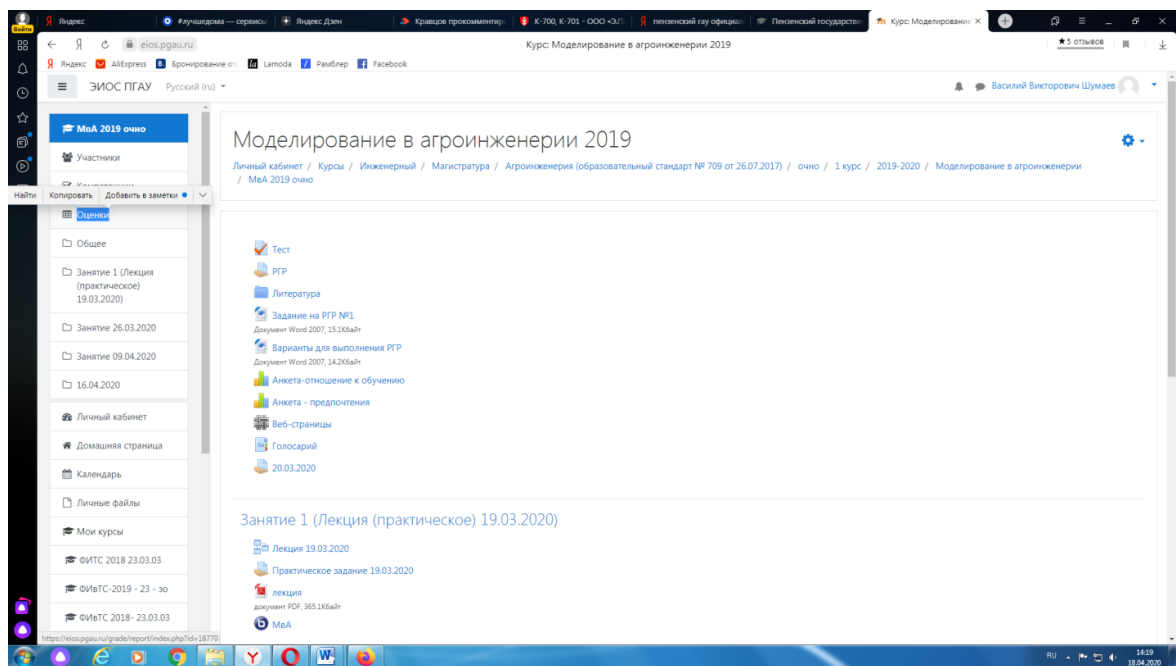 Войти
Яндекс
#лучшедома — сервисы
Яндекс Дзен
Кравцов прокомментиро
К-700, К-701 - ООО «Э.П.
пензенский гау официал
Пензенский государстве
Курс: Моделирование
eios.pgau.ru
Курс: Моделирование в агроинженерии 2019
★5 отзывов
Яндекс
AliExpress
Бронирование от
Lamoda
Рамблер
Facebook
ЭИОС ПГАУ
Русский (ru)
Василий Викторович Шумаев
МвА 2019 очно
Участники
Найти
Копировать
Добавить в заметки
Оценки
Общее
Занятие 1 (Лекция
(практическое)
19.03.2020)
Занятие 26.03.2020
Занятие 09.04.2020
16.04.2020
Личный кабинет
Домашняя страница
Календарь
Личные файлы
Мои курсы
ФИТС 2018 23.03.03
ФИвТС-2019 - 23 - зо
ФИвТС 2018- 23.03.03
https://eios.pgau.ru/grade/report/index.php?id=18770
Моделирование в агроинженерии 2019
Личный кабинет / Курсы / Инженерный / Магистратура / Агроинженерия (образовательный стандарт № 709 от 26.07.2017) / очно / 1 курс / 2019-2020 / Моделирование в агроинженерии
/ МвА 2019 очно
Тест
РГР
Литература
Задание на РГР №1
Документ Word 2007, 15.1Кбайт
Варианты для выполнения РГР
Документ Word 2007, 14.2Кбайт
Анкета-отношение к обучению
Анкета - предпочтения
Веб-страницы
Голосарий
20.03.2020
Занятие 1 (Лекция (практическое) 19.03.2020)
Лекция 19.03.2020
Практическое задание 19.03.2020
лекция
документ PDF, 365.1Кбайт
МвА
RU
14:19
18.04.2020